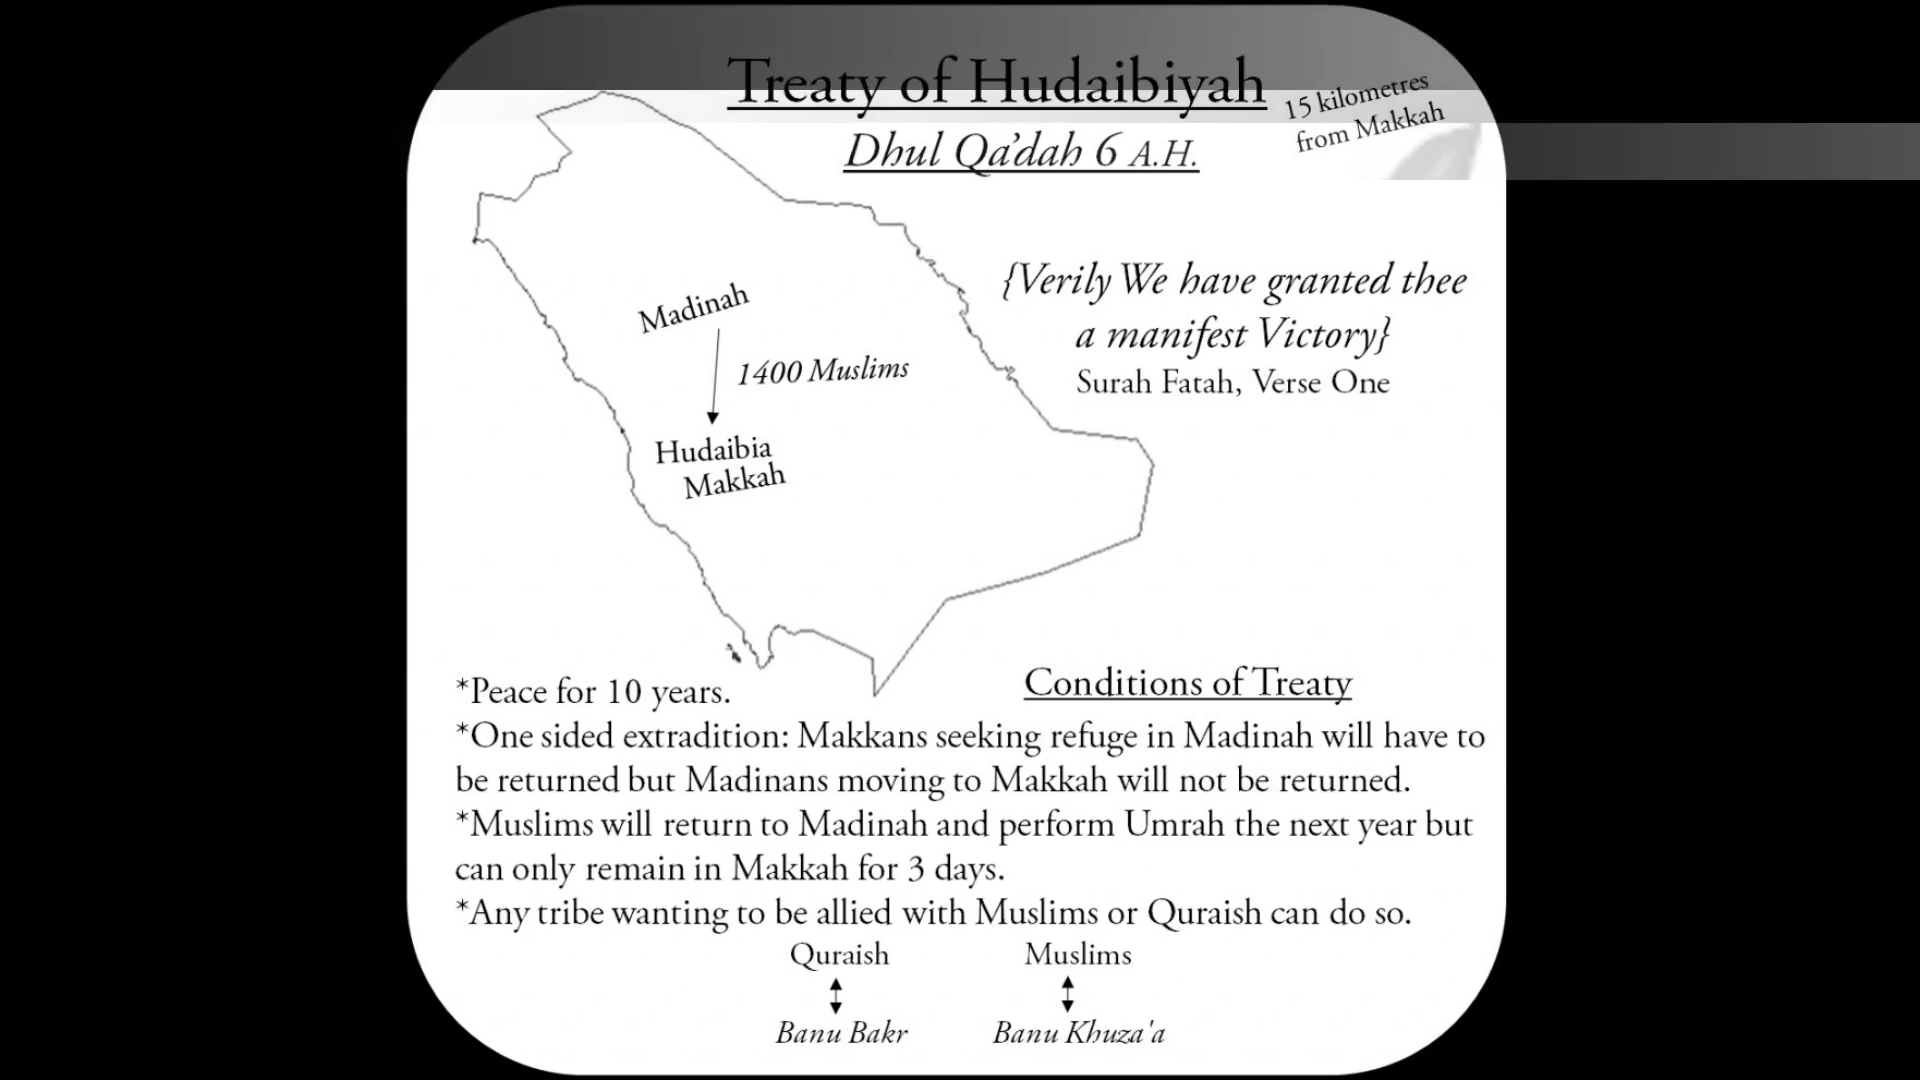 Treaty of Hudaibiyah
15 kilometres
from Makkah
Dhul Qa’dah 6 A.H.
{Verily We have granted thee
a manifest Victory}
Surah Fatah, Verse One
Madinah
1400 Muslims
Hudaibia
Makkah
Conditions of Treaty
*Peace for 10 years.
*One sided extradition: Makkans seeking refuge in Madinah will have to
be returned but Madinans moving to Makkah will not be returned.
*Muslims will return to Madinah and perform Umrah the next year but
can only remain in Makkah for 3 days.
*Any tribe wanting to be allied with Muslims or Quraish can do so.
Quraish Muslims
Banu Bakr Banu Khuza'a